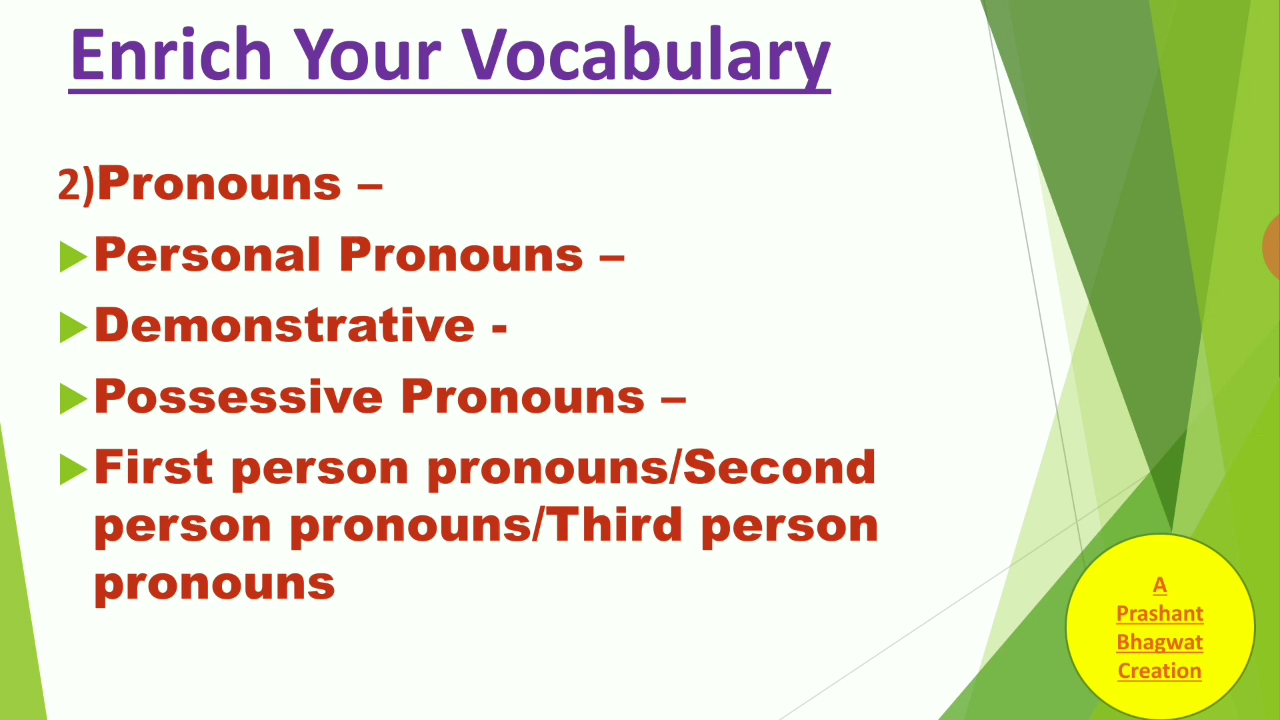 Enrich Your Vocabulary
2)Pronouns –
Personal Pronouns –
Demonstrative -
Possessive Pronouns –
First person pronouns/Second
person pronouns/Third person
pronouns
A
Prashant
Bhagwat
Creation